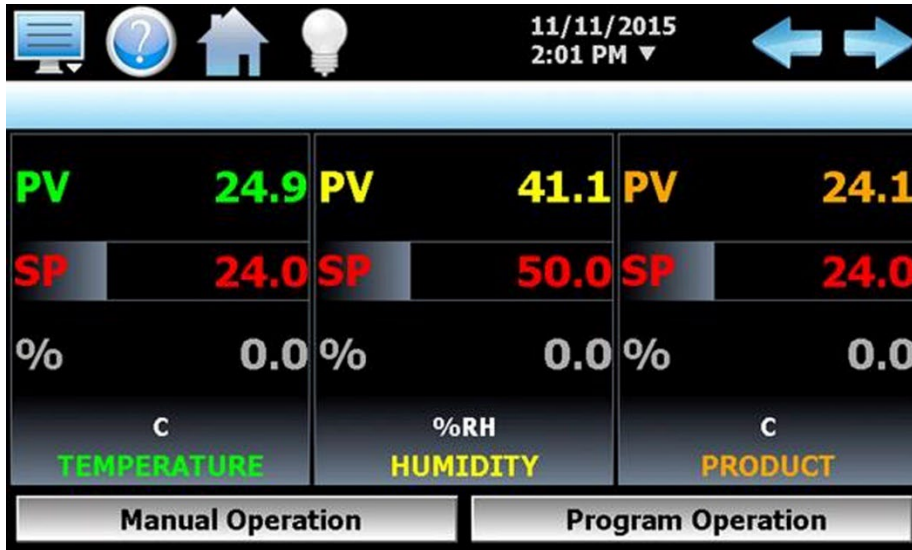 ?
11/11/2015
2:01 PM ▼
PV 24.9 PV 41.1 PV 24.1
SP 24.0 SP 50.0 SP 24.0
% 0.0 % 0.0 % 0.0
C %RH C
TEMPERATURE HUMIDITY PRODUCT
Manual Operation Program Operation